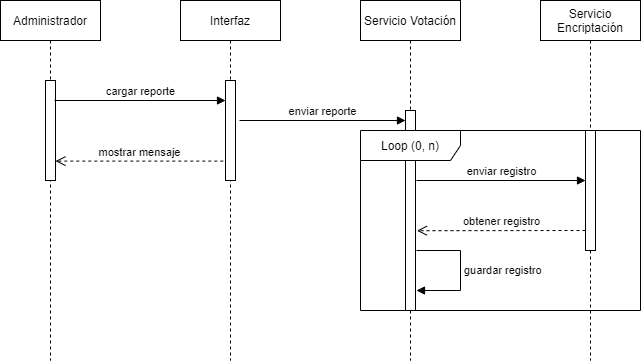 Administrador
Interfaz
Servicio Votación
Servicio
Encriptación
cargar reporte
enviar reporte
Loop (0, n)
mostrar mensaje
enviar registro
obtener registro
guardar registro